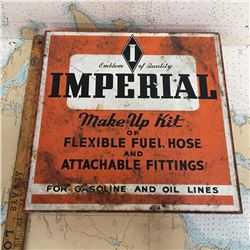 Emblem of Quality
I
IMPERIAL
Make Up Kit
OF
FLEXIBLE FUEL HOSE
AND
ATTACHABLE FITTINGS
FOR GASOLINE AND OIL LINES